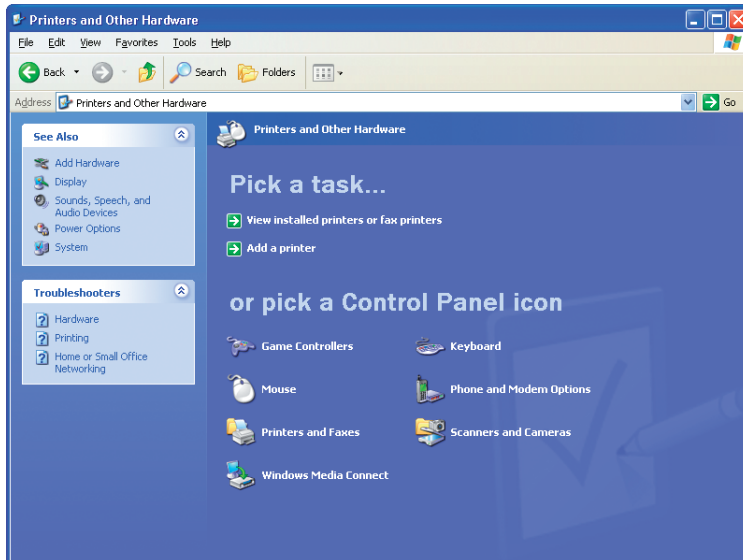 Printers and Other Hardware
File Edit View Favorites Tools Help
Back Search Folders
Address Printers and Other Hardware Go
See Also
Add Hardware
Display
Sounds, Speech, and
Audio Devices
Power Options
System
Troubleshooters
Hardware
Printing
Home or Small Office
Networking
Printers and Other Hardware
Pick a task...
View installed printers or fax printers
Add a printer
or pick a Control Panel icon
Game Controllers
Keyboard
Mouse
Phone and Modem Options
Printers and Faxes
Scanners and Cameras
Windows Media Connect